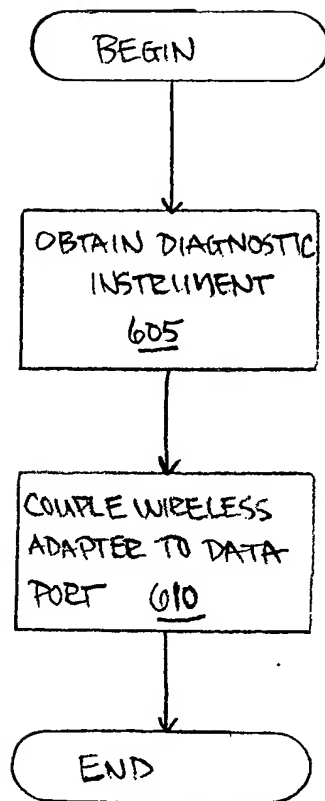 BEGIN
OBTAIN DIAGNOSTIC
INSTRUMENT
605
COUPLE WIRELESS
ADAPTER TO DATA
PORT 610
END